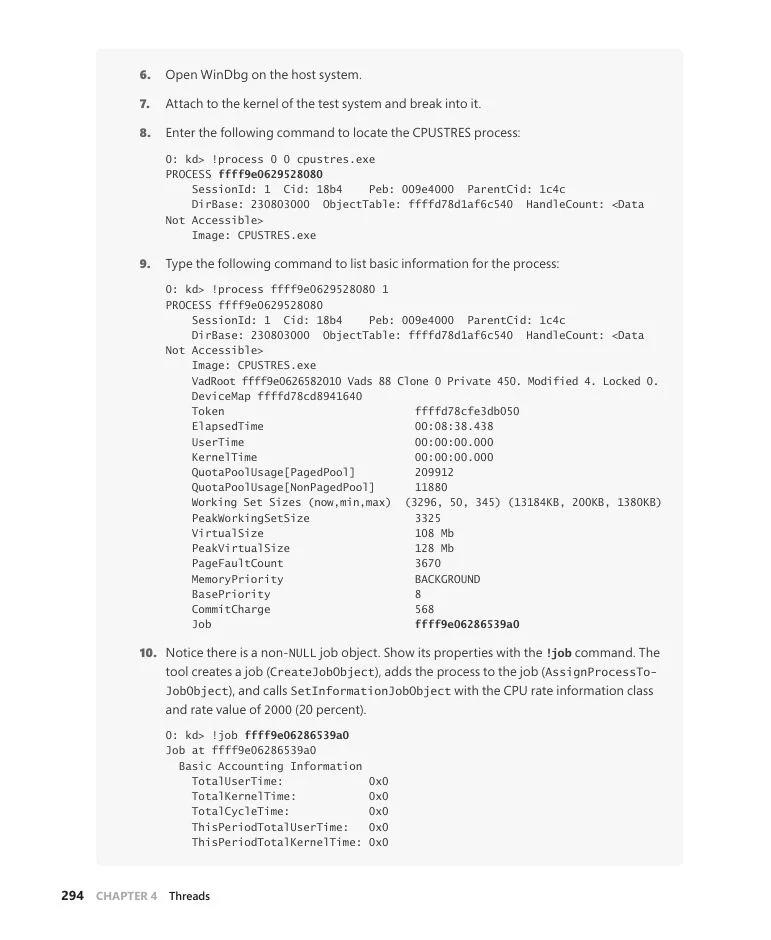 6. Open WinDbg on the host system.
7. Attach to the kernel of the test system and break into it.
8. Enter the following command to locate the CPUSTRES process:
0: kd> !process 0 0 cpustres.exe
PROCESS ffff9e0629528080
SessionId: 1  Cid: 18b4    Peb: 009e4000  ParentCid: 1c4c
DirBase: 230803000  ObjectTable: ffffd78d1af6c540  HandleCount: <Data
Not Accessible>
Image: CPUSTRES.exe
9. Type the following command to list basic information for the process:
0: kd> !process ffff9e0629528080 1
PROCESS ffff9e0629528080
SessionId: 1  Cid: 18b4    Peb: 009e4000  ParentCid: 1c4c
DirBase: 230803000  ObjectTable: ffffd78d1af6c540  HandleCount: <Data
Not Accessible>
Image: CPUSTRES.exe
VadRoot ffff9e0626582010 Vads 88 Clone 0 Private 450. Modified 4. Locked 0.
DeviceMap ffffd78cd8941640
Token                             ffffd78cfe3db050
ElapsedTime                       00:08:38.438
UserTime                          00:00:00.000
KernelTime                        00:00:00.000
QuotaPoolUsage[PagedPool]         209912
QuotaPoolUsage[NonPagedPool]      11880
Working Set Sizes (now,min,max)  (3296, 50, 345) (13184KB, 200KB, 1380KB)
PeakWorkingSetSize                3325
VirtualSize                       108 Mb
PeakVirtualSize                   128 Mb
PageFaultCount                    3670
MemoryPriority                    BACKGROUND
BasePriority                      8
CommitCharge                      568
Job                               ffff9e06286539a0
10. Notice there is a non-NULL job object. Show its properties with the !job command. The
tool creates a job (CreateJobObject), adds the process to the job (AssignProcessTo-
JobObject), and calls SetInformationJobObject with the CPU rate information class
and rate value of 2000 (20 percent).
0: kd> !job ffff9e06286539a0
Job at ffff9e06286539a0
Basic Accounting Information
TotalUserTime:             0x0
TotalKernelTime:           0x0
TotalCycleTime:            0x0
ThisPeriodTotalUserTime:   0x0
ThisPeriodTotalKernelTime: 0x0
294 CHAPTER 4 Threads